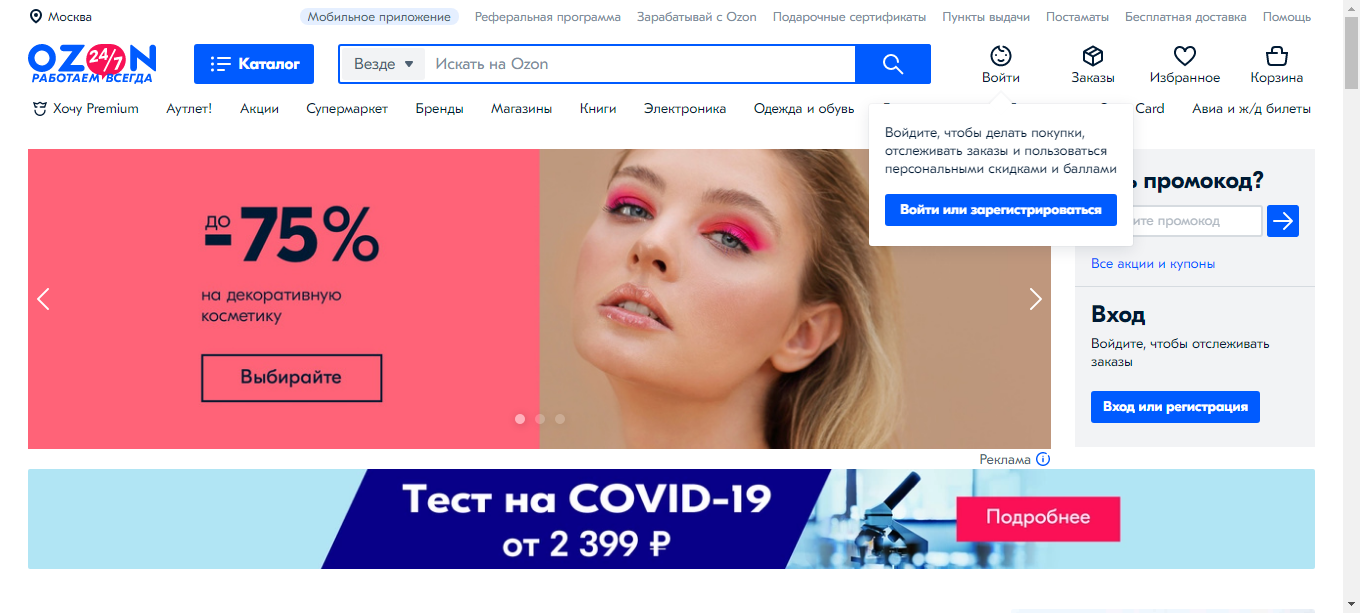 Москва
Мобильное приложение Реферальная программа Зарабатывай с Ozon Подарочные сертификаты Пункты выдачи Постаматы Бесплатная доставка Помощь
OZON 24/7
РАБОТАЕМ ВСЕГДА
Каталог
Везде Искать на Ozon
Войти Заказы Избранное Корзина
Хочу Premium Аутлет! Акции Супермаркет Бренды Магазины Книги Электроника Одежда и обувь Card Авиа и ж/д билеты
Войдите, чтобы делать покупки,
отслеживать заказы и пользоваться
персональными скидками и баллами
Войти или зарегистрироваться
до
-75%
на декоративную
косметику
Выбирайте
промокод?
промокод
Все акции и купоны
Вход
Войдите, чтобы отслеживать
заказы
Вход или регистрация
Реклама
Тест на COVID-19
от 2 399 ₽
Подробнее